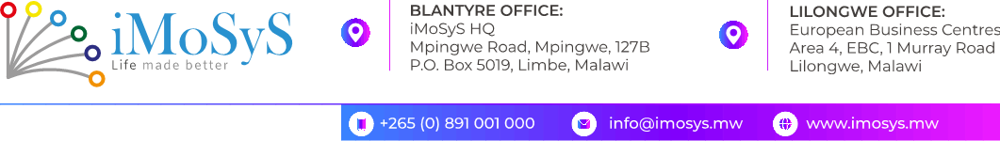 iMoSyS
Life made better
BLANTYRE OFFICE:
iMoSyS HQ
Mpingwe Road, Mpingwe, 127B
P.O. Box 5019, Limbe, Malawi
LILONGWE OFFICE:
European Business Centres
Area 4, EBC, 1 Murray Road
Lilongwe, Malawi
+265 (0) 891 001 000
info@imosys.mw
www.imosys.mw